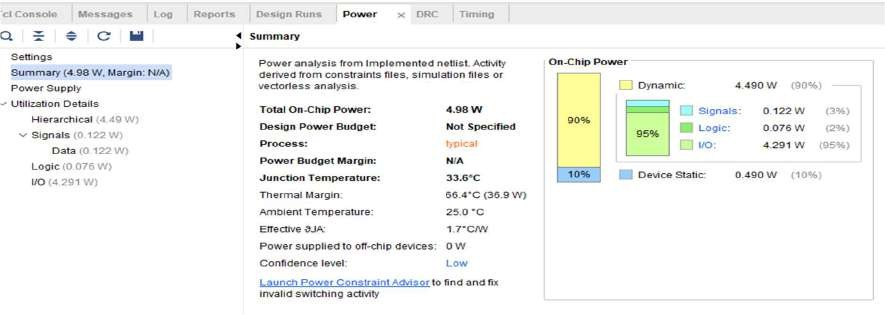 Tcl Console Messages Log Reports Design Runs Power × DRC Timing
Summary
Settings
Summary (4.98 W, Margin: N/A)
Power Supply
Utilization Details
Hierarchical (4.49 W)
Signals (0.122 W)
Data (0.122 W)
Logic (0.076 W)
I/O (4.291 W)
Power analysis from Implemented netlist. Activity
derived from constraints files, simulation files or
vectorless analysis.
Total On-Chip Power: 4.98 W
Design Power Budget: Not Specified
Process: typical
Power Budget Margin: N/A
Junction Temperature: 33.6°C
Thermal Margin: 66.4°C (36.9 W)
Ambient Temperature: 25.0 °C
Effective ϑJA: 1.7°C/W
Power supplied to off-chip devices: 0 W
Confidence level: Low
Launch Power Constraint Advisor to find and fix
invalid switching activity
On-Chip Power
90%
10%
Dynamic: 4.490 W (90%)
95%
Signals: 0.122 W (3%)
Logic: 0.076 W (2%)
I/O: 4.291 W (95%)
Device Static: 0.490 W (10%)